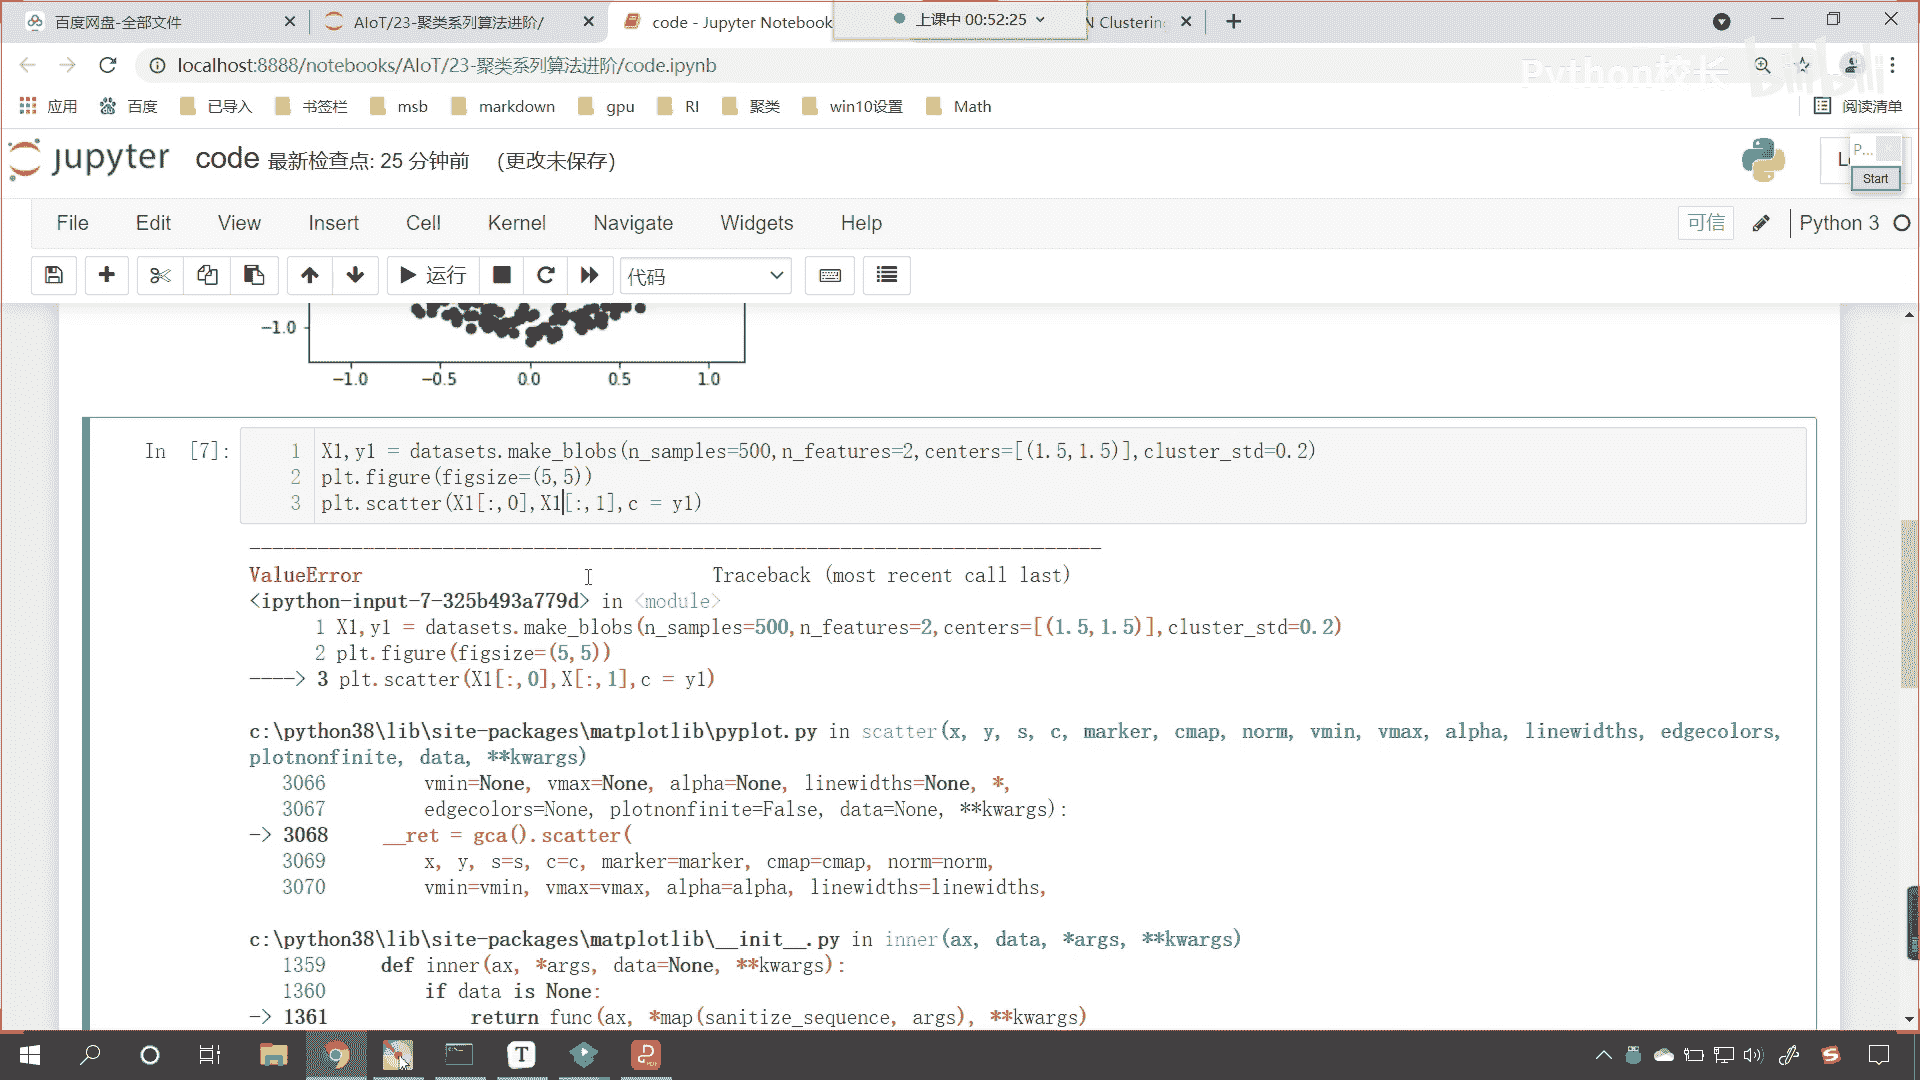 百度网盘-全部文件
AIoT/23-聚类系列算法进阶/
code - Jupyter Notebook
上课中 00:52:25
N Clustering
localhost:8888/notebooks/AIoT/23-聚类系列算法进阶/code.ipynb
Python校长
bilibili
应用 百度 已导入 书签栏 msb markdown gpu RI 聚类 win10设置 Math 阅读清单
jupyter code 最新检查点: 25 分钟前 (更改未保存)
P...
Start
File Edit View Insert Cell Kernel Navigate Widgets Help 可信 Python 3
运行 代码
−1.0
−1.0 −0.5 0.0 0.5 1.0
In [7]:
1 X1,y1 = datasets.make_blobs(n_samples=500,n_features=2,centers=[(1.5,1.5)],cluster_std=0.2)
2 plt.figure(figsize=(5,5))
3 plt.scatter(X1[:,0],X1[:,1],c = y1)
---------------------------------------------------------------------------
ValueError Traceback (most recent call last)
<ipython-input-7-325b493a779d> in <module>
1 X1,y1 = datasets.make_blobs(n_samples=500,n_features=2,centers=[(1.5,1.5)],cluster_std=0.2)
2 plt.figure(figsize=(5,5))
----> 3 plt.scatter(X1[:,0],X[:,1],c = y1)
c:\python38\lib\site-packages\matplotlib\pyplot.py in scatter(x, y, s, c, marker, cmap, norm, vmin, vmax, alpha, linewidths, edgecolors,
plotnonfinite, data, **kwargs)
3066 vmin=None, vmax=None, alpha=None, linewidths=None, *,
3067 edgecolors=None, plotnonfinite=False, data=None, **kwargs):
-> 3068 __ret = gca().scatter(
3069 x, y, s=s, c=c, marker=marker, cmap=cmap, norm=norm,
3070 vmin=vmin, vmax=vmax, alpha=alpha, linewidths=linewidths,
c:\python38\lib\site-packages\matplotlib\__init__.py in inner(ax, data, *args, **kwargs)
1359 def inner(ax, *args, data=None, **kwargs):
1360 if data is None:
-> 1361 return func(ax, *map(sanitize_sequence, args), **kwargs)